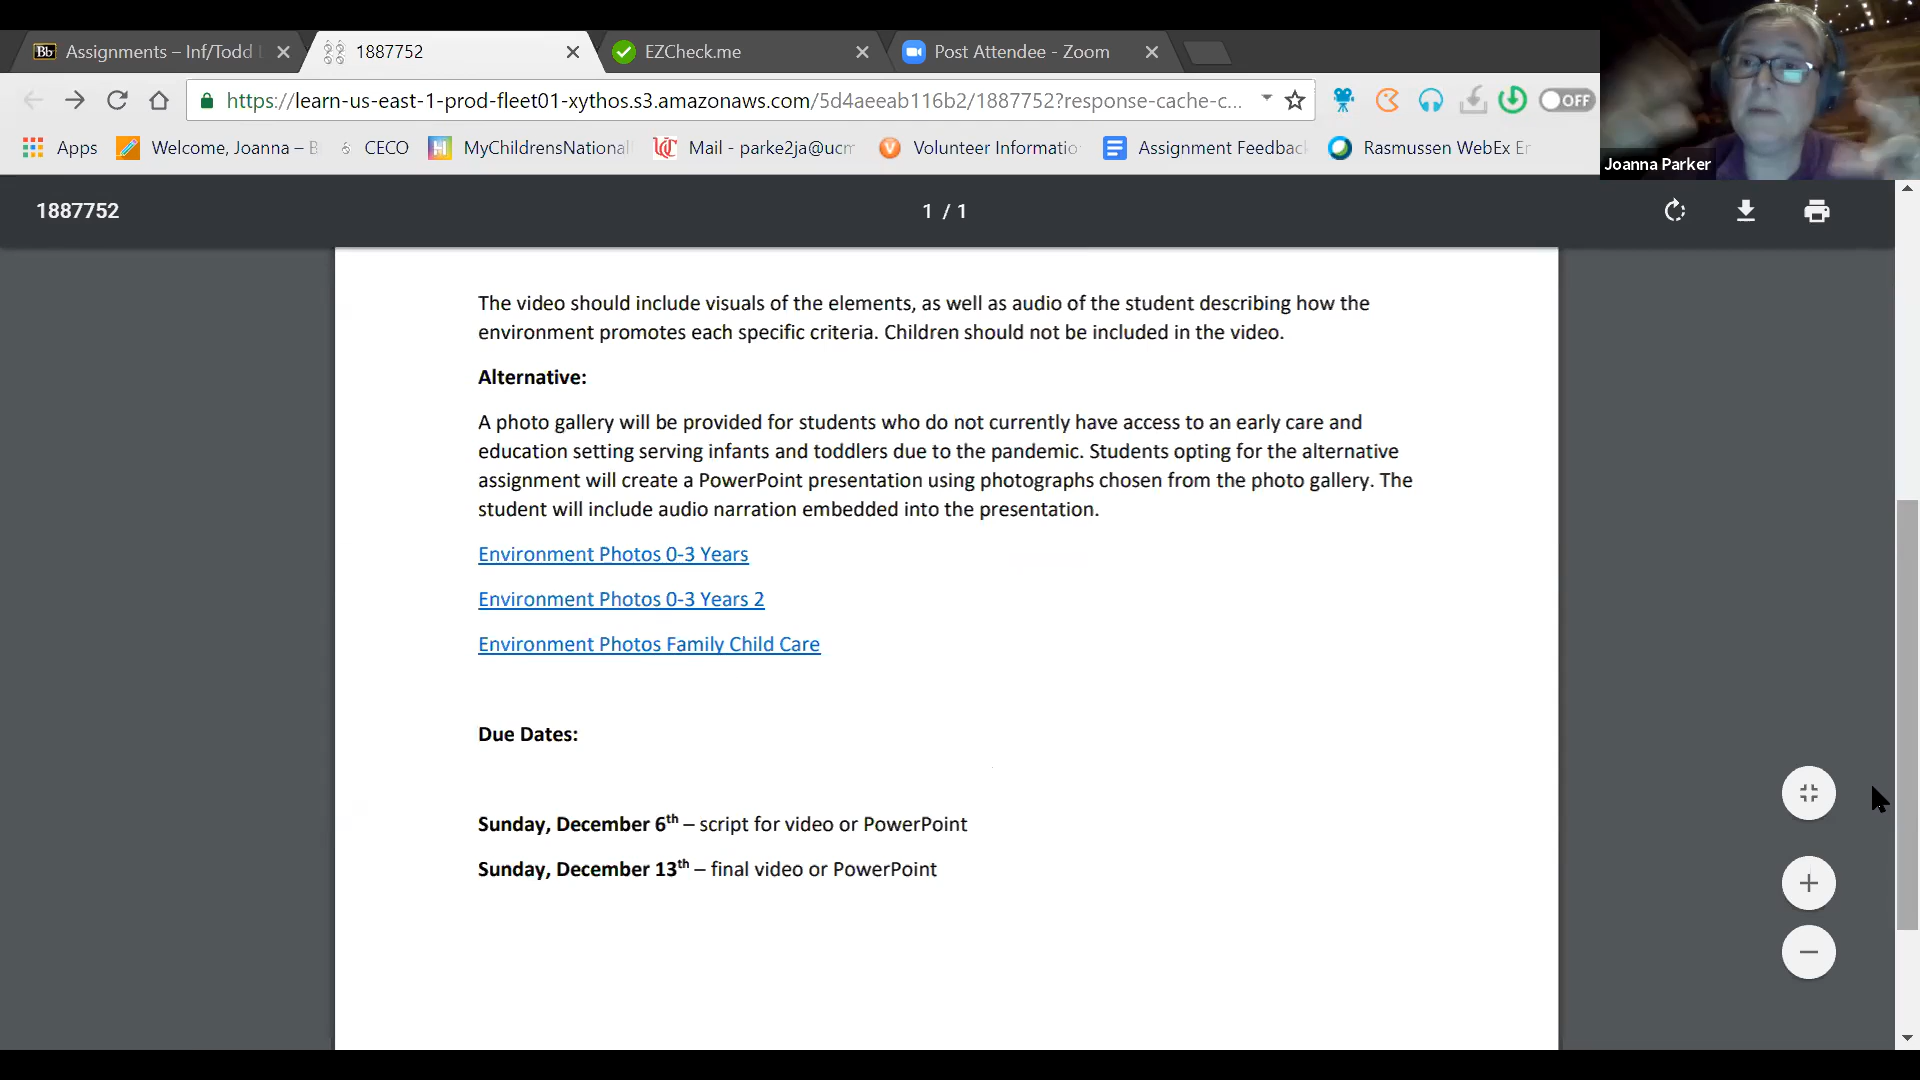 Bb Assignments – Inf/Todd
1887752
EZCheck.me
Post Attendee - Zoom
https://learn-us-east-1-prod-fleet01-xythos.s3.amazonaws.com/5d4aeeab116b2/1887752?response-cache-c...
OFF
Apps
Welcome, Joanna – B
CECO
MyChildrensNational
Mail - parke2ja@ucm
Volunteer Informatio
Assignment Feedbac
Rasmussen WebEx En
Joanna Parker
1887752
1 / 1
The video should include visuals of the elements, as well as audio of the student describing how the
environment promotes each specific criteria. Children should not be included in the video.
Alternative:
A photo gallery will be provided for students who do not currently have access to an early care and
education setting serving infants and toddlers due to the pandemic. Students opting for the alternative
assignment will create a PowerPoint presentation using photographs chosen from the photo gallery. The
student will include audio narration embedded into the presentation.
Environment Photos 0-3 Years
Environment Photos 0-3 Years 2
Environment Photos Family Child Care
Due Dates:
Sunday, December 6th – script for video or PowerPoint
Sunday, December 13th – final video or PowerPoint